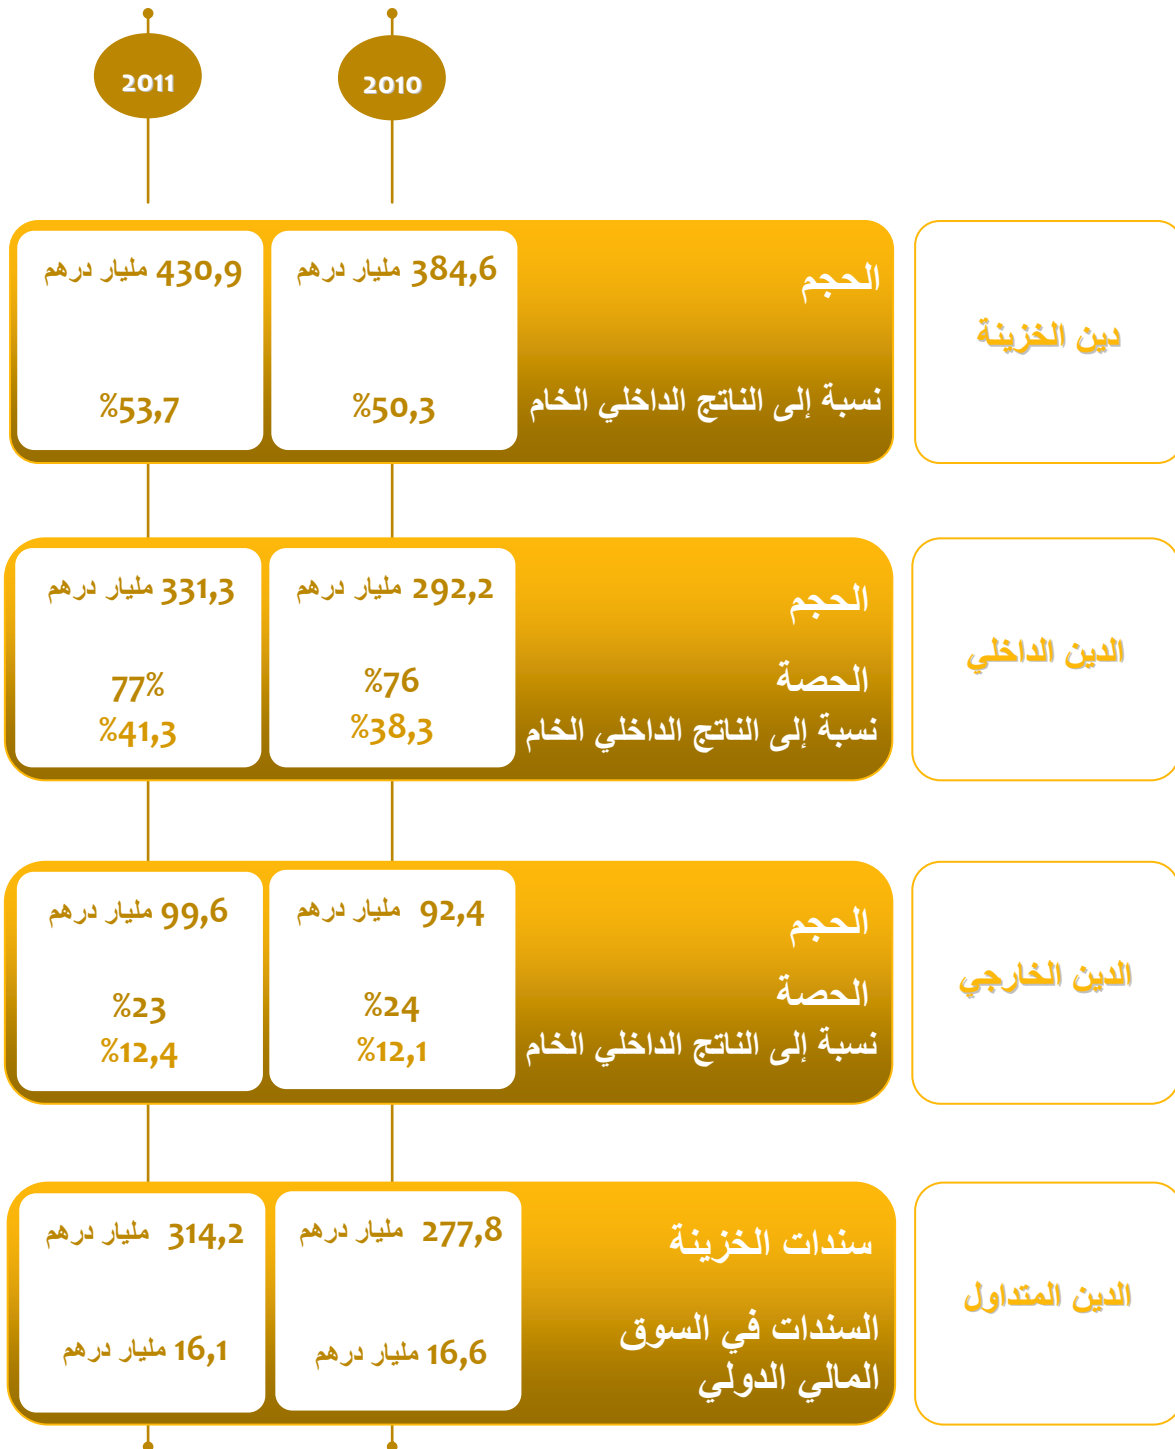 2010
2011
دين الخزينة
الحجم
384,6 مليار درهم
430,9 مليار درهم
نسبة إلى الناتج الداخلي الخام
%50,3
%53,7
الدين الداخلي
الحجم
292,2 مليار درهم
331,3 مليار درهم
الحصة
%76
77%
نسبة إلى الناتج الداخلي الخام
%38,3
%41,3
الدين الخارجي
الحجم
92,4 مليار درهم
99,6 مليار درهم
الحصة
%24
%23
نسبة إلى الناتج الداخلي الخام
%12,1
%12,4
الدين المتداول
سندات الخزينة
277,8 مليار درهم
314,2 مليار درهم
السندات في السوق
المالي الدولي
16,6 مليار درهم
16,1 مليار درهم